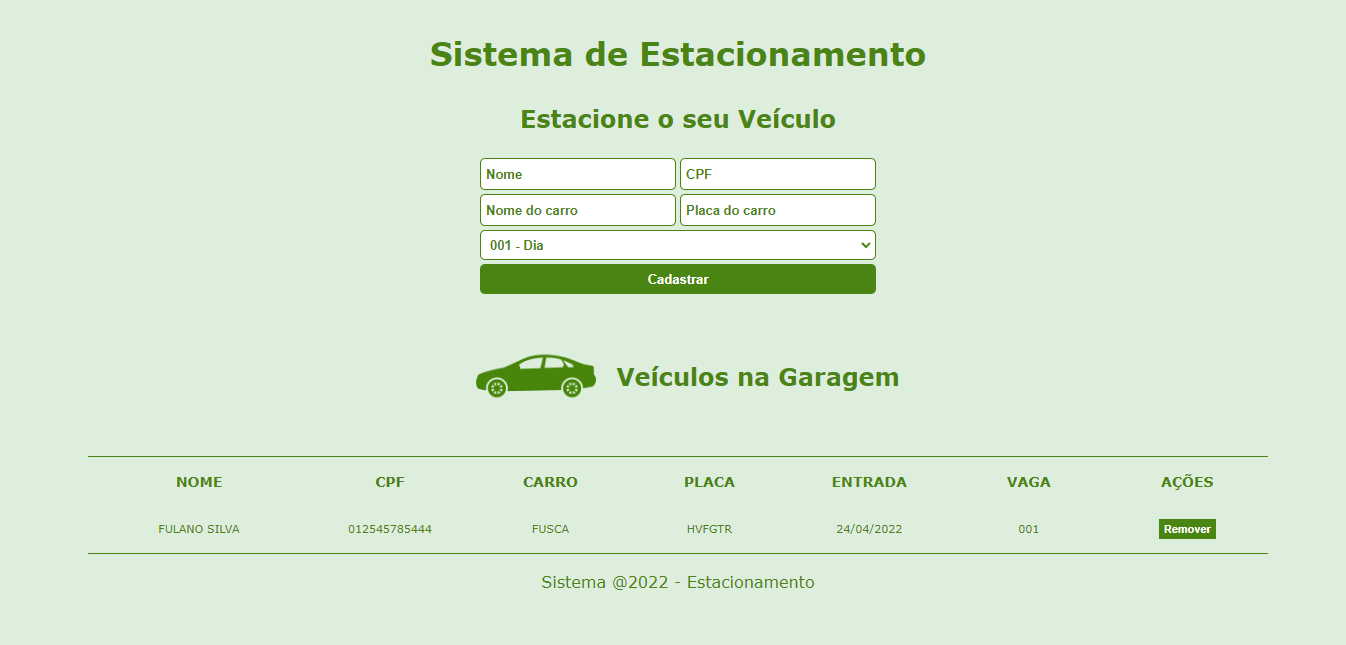 Sistema de Estacionamento
Estacione o seu Veículo
Nome CPF
Nome do carro Placa do carro
001 - Dia
Cadastrar
Veículos na Garagem
NOME CPF CARRO PLACA ENTRADA VAGA AÇÕES
FULANO SILVA 012545785444 FUSCA HVFGTR 24/04/2022 001 Remover
Sistema @2022 - Estacionamento